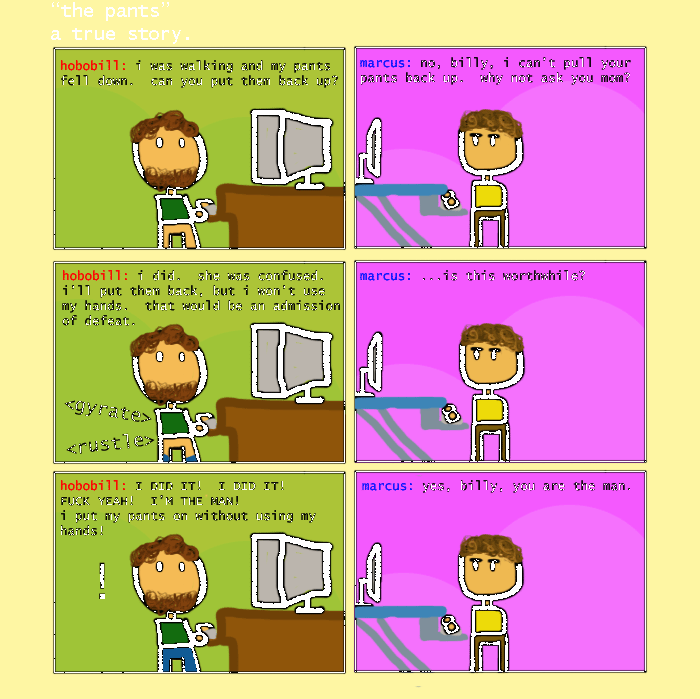 "the pants"
a true story.
hobobill: i was walking and my pants
fell down. can you put them back up?
marcus: no, billy, i can't pull your
pants back up. why not ask you mom?
hobobill: i did. she was confused.
i'll put them back, but i won't use
my hands. that would be an admission
of defeat.
<gyrate>
<rustle>
marcus: ...is this worthwhile?
hobobill: I DID IT! I DID IT!
FUCK YEAH! I'M THE MAN!
i put my pants on without using my
hands!
!
marcus: yes, billy, you are the man.